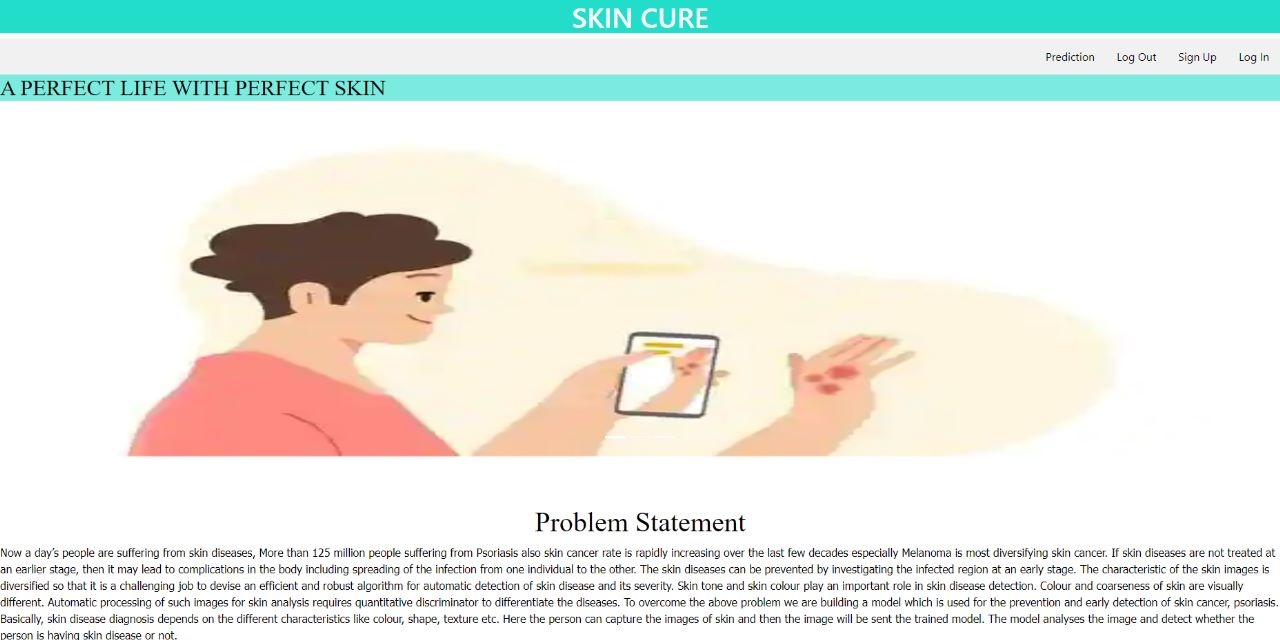 SKIN CURE
Prediction Log Out Sign Up Log In
A PERFECT LIFE WITH PERFECT SKIN
Problem Statement
Now a day’s people are suffering from skin diseases, More than 125 million people suffering from Psoriasis also skin cancer rate is rapidly increasing over the last few decades especially Melanoma is most diversifying skin cancer. If skin diseases are not treated at
an earlier stage, then it may lead to complications in the body including spreading of the infection from one individual to the other. The skin diseases can be prevented by investigating the infected region at an early stage. The characteristic of the skin images is
diversified so that it is a challenging job to devise an efficient and robust algorithm for automatic detection of skin disease and its severity. Skin tone and skin colour play an important role in skin disease detection. Colour and coarseness of skin are visually
different. Automatic processing of such images for skin analysis requires quantitative discriminator to differentiate the diseases. To overcome the above problem we are building a model which is used for the prevention and early detection of skin cancer, psoriasis.
Basically, skin disease diagnosis depends on the different characteristics like colour, shape, texture etc. Here the person can capture the images of skin and then the image will be sent the trained model. The model analyses the image and detect whether the
person is having skin disease or not.